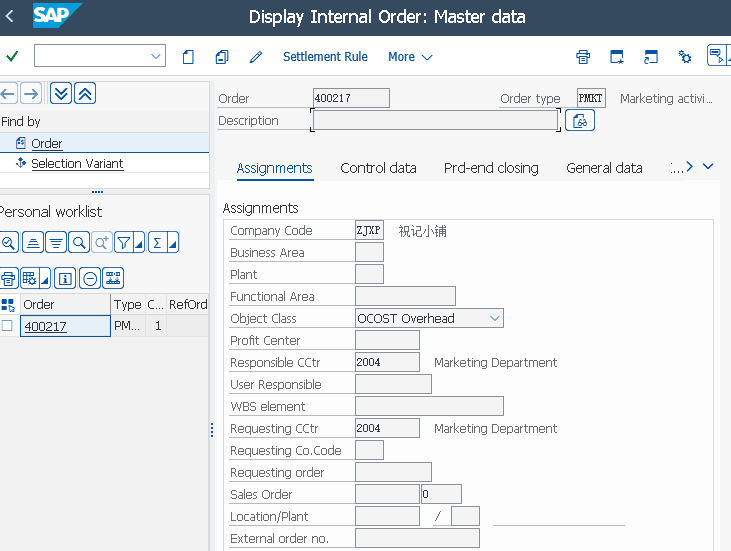 SAP Display Internal Order: Master data
Settlement Rule More
Order 400217 Order type PMKT Marketing activi...
Description
Find by
Order
Selection Variant
Assignments Control data Prd-end closing General data I...
Personal worklist
Order Type C... RefOrd
400217 PM... 1
Assignments
Company Code ZJXP 祝记小铺
Business Area
Plant
Functional Area
Object Class OCOST Overhead
Profit Center
Responsible CCtr 2004 Marketing Department
User Responsible
WBS element
Requesting CCtr 2004 Marketing Department
Requesting Co.Code
Requesting order
Sales Order 0
Location/Plant /
External order no.